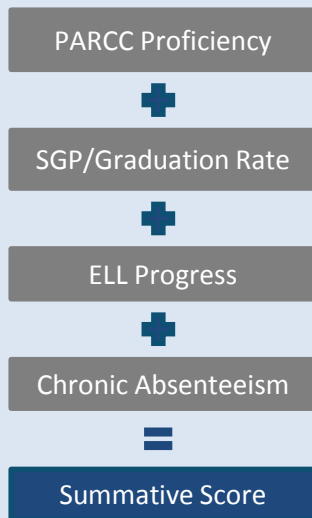 PARCC Proficiency
+
SGP/Graduation Rate
+
ELL Progress
+
Chronic Absenteeism
=
Summative Score